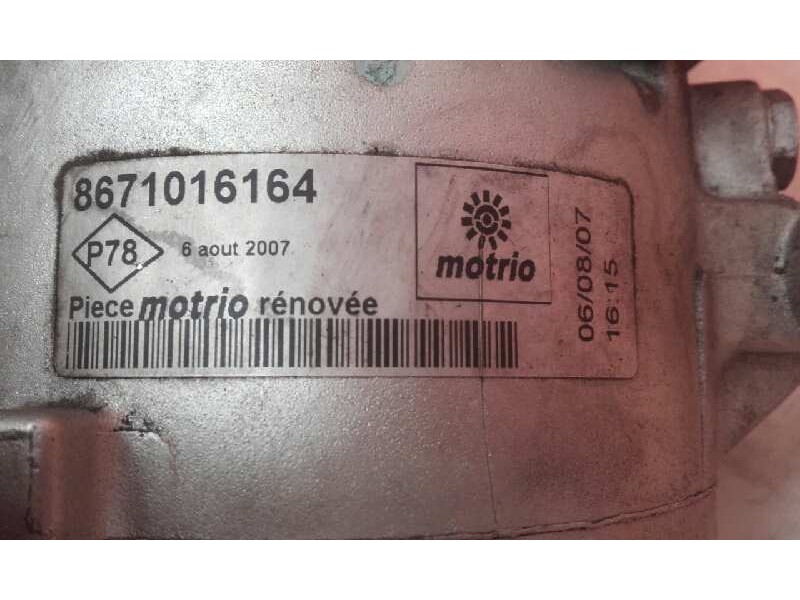 8671016164
P78
6 aout 2007
Piece motrio rénovée
motrio
06/08/07
16:15